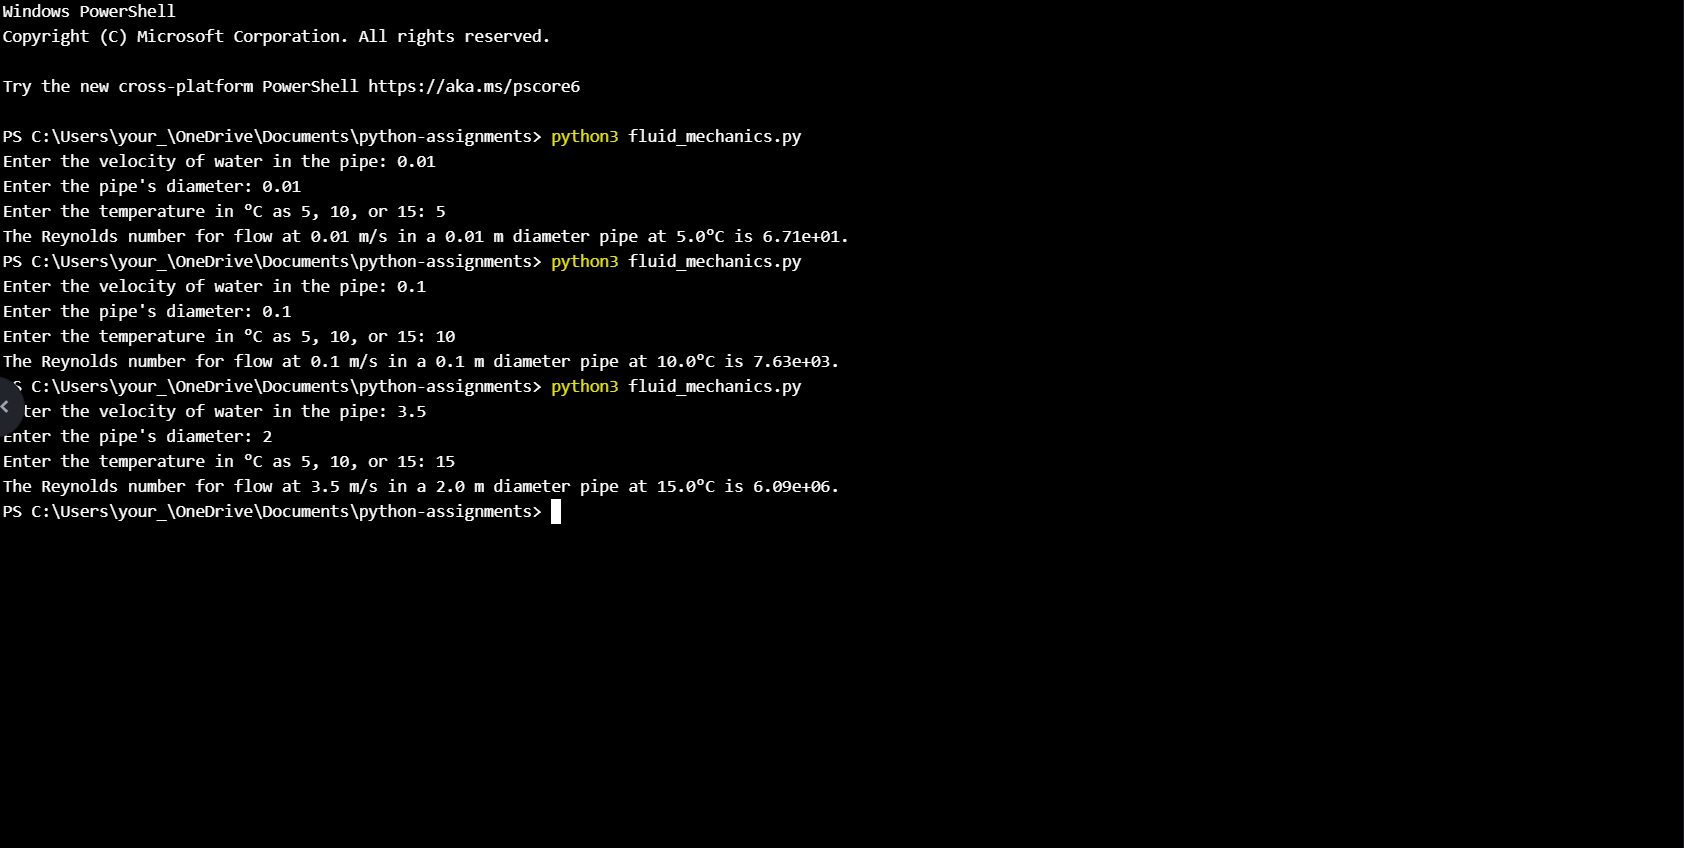 Windows PowerShell
Copyright (C) Microsoft Corporation. All rights reserved.
Try the new cross-platform PowerShell https://aka.ms/pscore6
PS C:\Users\your_\OneDrive\Documents\python-assignments> python3 fluid_mechanics.py
Enter the velocity of water in the pipe: 0.01
Enter the pipe's diameter: 0.01
Enter the temperature in °C as 5, 10, or 15: 5
The Reynolds number for flow at 0.01 m/s in a 0.01 m diameter pipe at 5.0°C is 6.71e+01.
PS C:\Users\your_\OneDrive\Documents\python-assignments> python3 fluid_mechanics.py
Enter the velocity of water in the pipe: 0.1
Enter the pipe's diameter: 0.1
Enter the temperature in °C as 5, 10, or 15: 10
The Reynolds number for flow at 0.1 m/s in a 0.1 m diameter pipe at 10.0°C is 7.63e+03.
PS C:\Users\your_\OneDrive\Documents\python-assignments> python3 fluid_mechanics.py
Enter the velocity of water in the pipe: 3.5
Enter the pipe's diameter: 2
Enter the temperature in °C as 5, 10, or 15: 15
The Reynolds number for flow at 3.5 m/s in a 2.0 m diameter pipe at 15.0°C is 6.09e+06.
PS C:\Users\your_\OneDrive\Documents\python-assignments>